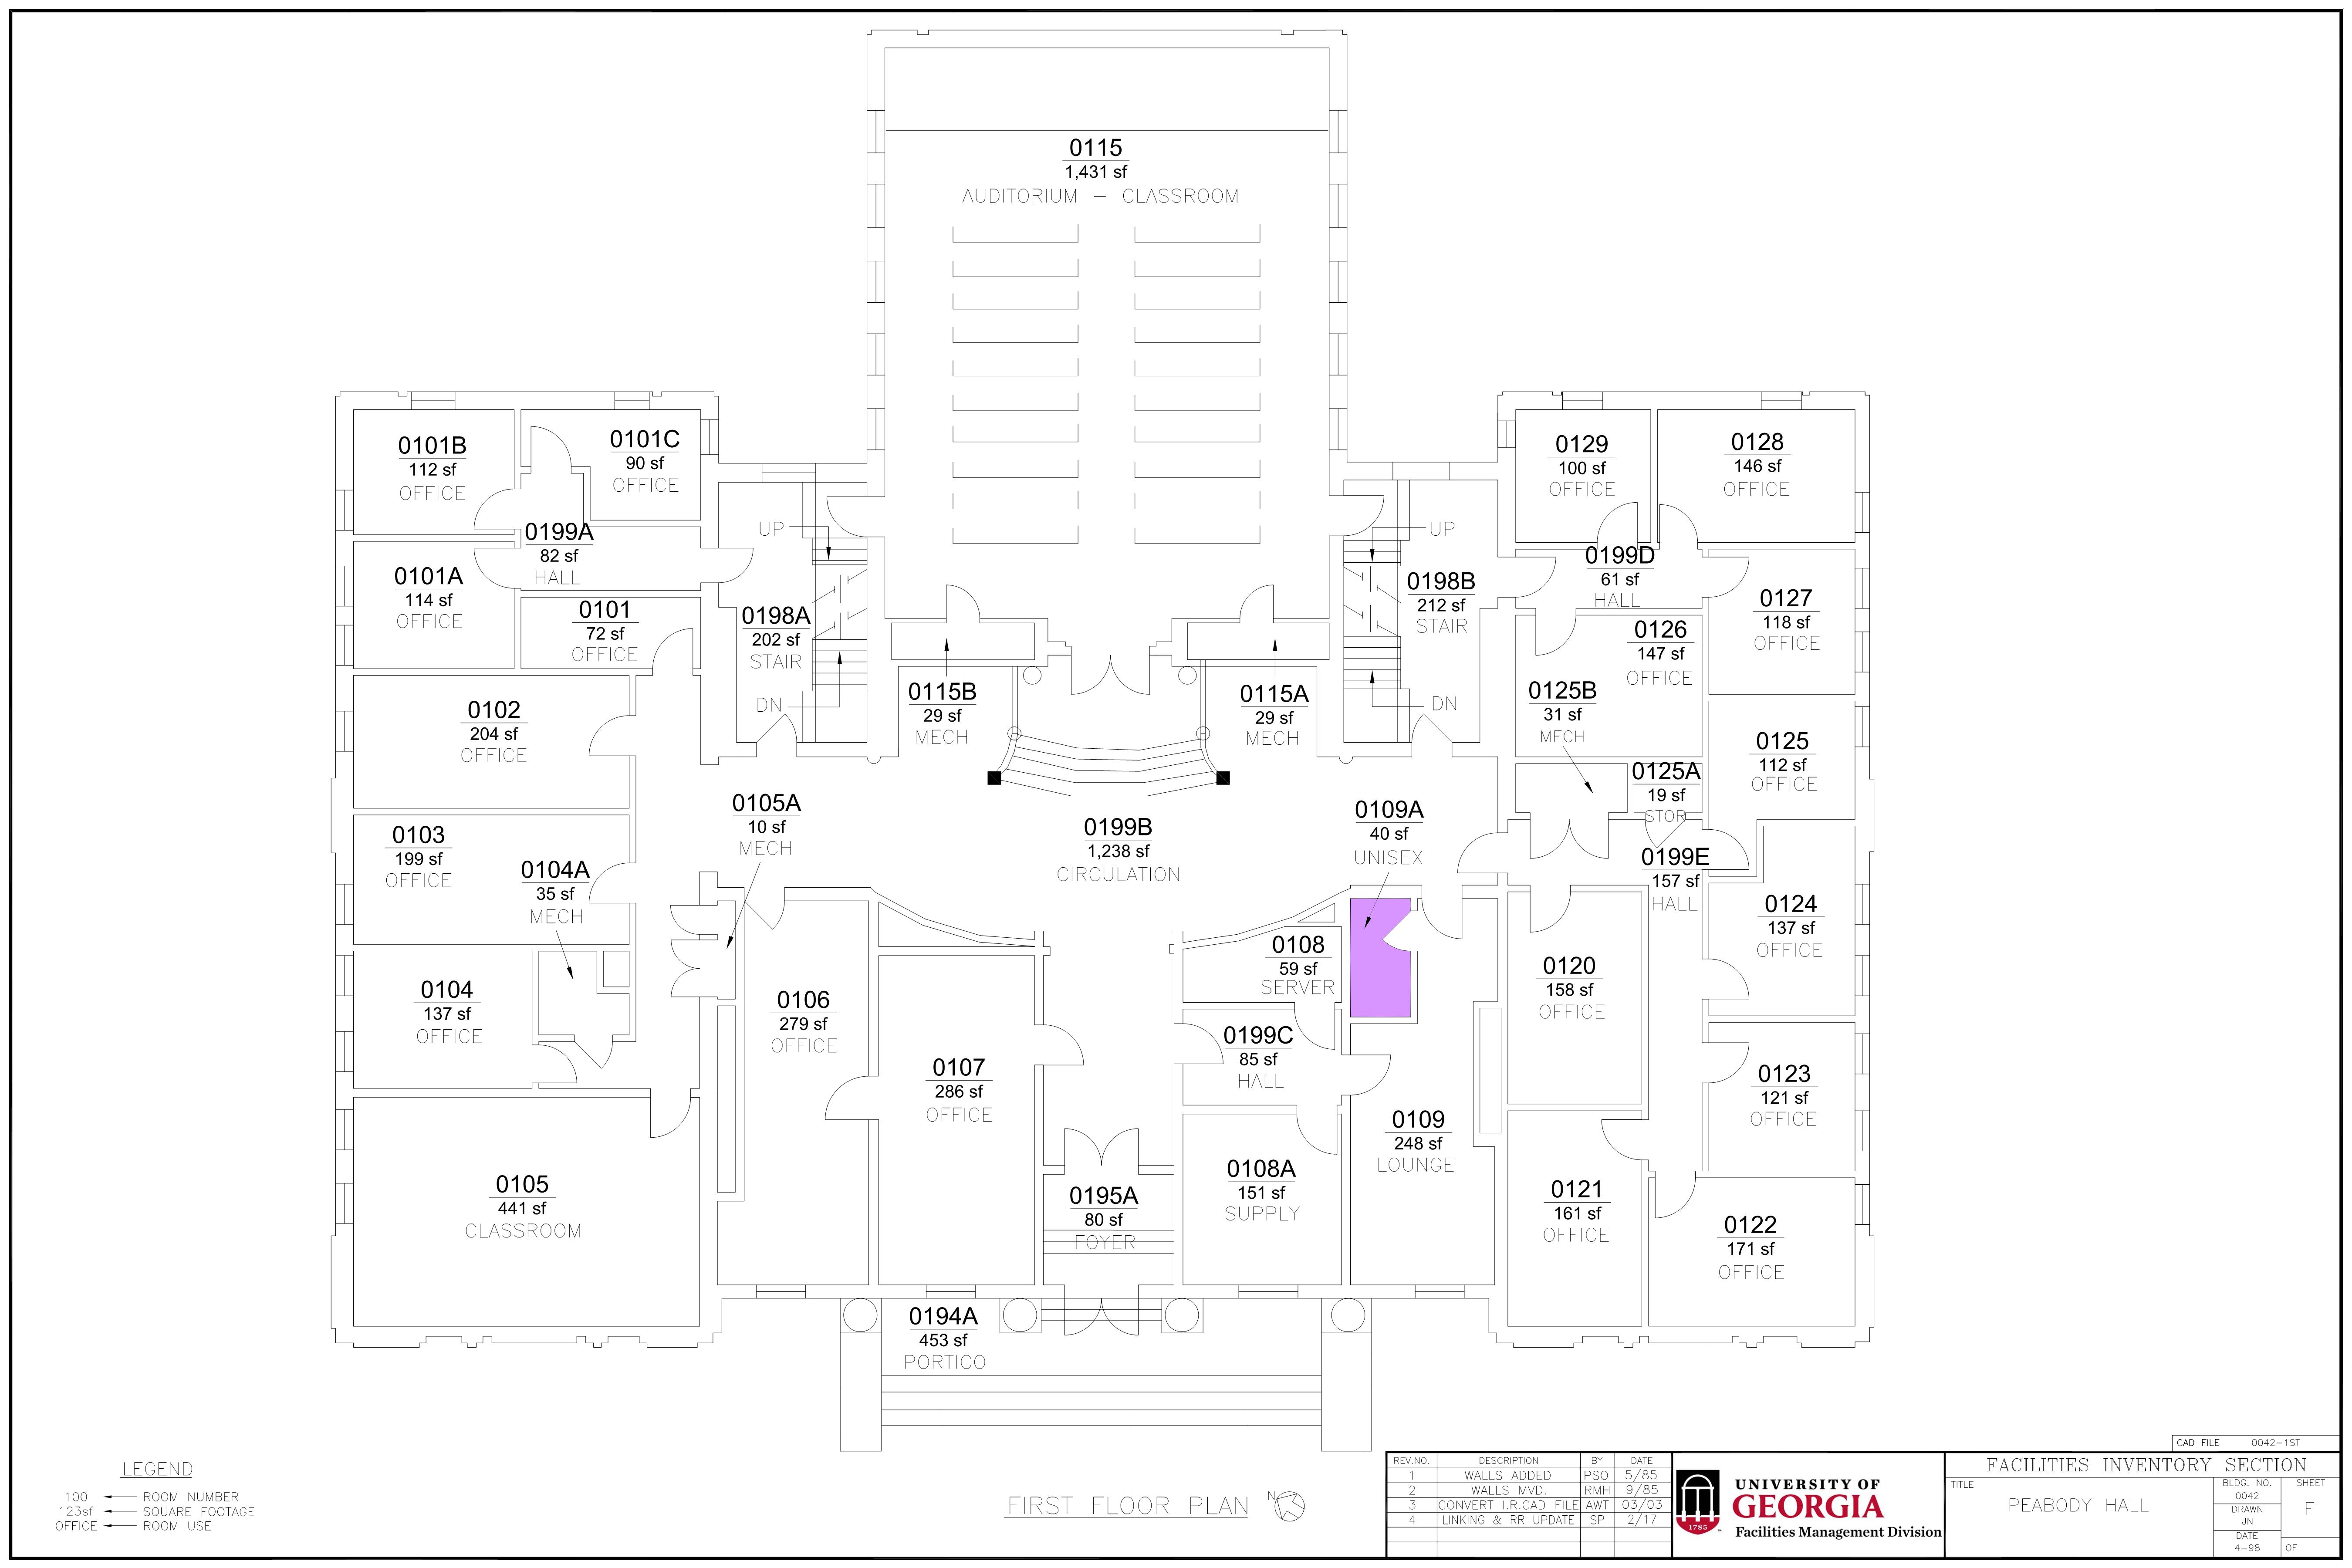 0115
1,431 sf
AUDITORIUM - CLASSROOM
0101B
112 sf
OFFICE
0101C
90 sf
OFFICE
0129
100 sf
OFFICE
0128
146 sf
OFFICE
0199A
82 sf
HALL
UP
UP
0101A
114 sf
OFFICE
0101
72 sf
OFFICE
0198A
202 sf
STAIR
DN
0198B
212 sf
STAIR
DN
0199D
61 sf
HALL
0127
118 sf
OFFICE
0126
147 sf
OFFICE
0102
204 sf
OFFICE
0115B
29 sf
MECH
0115A
29 sf
MECH
0125B
31 sf
MECH
0125
112 sf
OFFICE
0125A
19 sf
STOR
0103
199 sf
OFFICE
0104A
35 sf
MECH
0105A
10 sf
MECH
0199B
1,238 sf
CIRCULATION
0109A
40 sf
UNISEX
0199E
157 sf
HALL
0124
137 sf
OFFICE
0104
137 sf
OFFICE
0106
279 sf
OFFICE
0108
59 sf
SERVER
0120
158 sf
OFFICE
0107
286 sf
OFFICE
0199C
85 sf
HALL
0123
121 sf
OFFICE
0109
248 sf
LOUNGE
0105
441 sf
CLASSROOM
0195A
80 sf
FOYER
0108A
151 sf
SUPPLY
0121
161 sf
OFFICE
0122
171 sf
OFFICE
0194A
453 sf
PORTICO
LEGEND
100 ROOM NUMBER
123sf SQUARE FOOTAGE
OFFICE ROOM USE
FIRST FLOOR PLAN
N
REV.NO. DESCRIPTION BY DATE
1 WALLS ADDED PSO 5/85
2 WALLS MVD. RMH 9/85
3 CONVERT I.R.CAD FILE AWT 03/03
4 LINKING & RR UPDATE SP 2/17
1785
UNIVERSITY OF
GEORGIA
Facilities Management Division
CAD FILE 0042-1ST
FACILITIES INVENTORY SECTION
TITLE
PEABODY HALL
BLDG. NO.
0042
DRAWN
JN
DATE
4-98
SHEET
F
OF